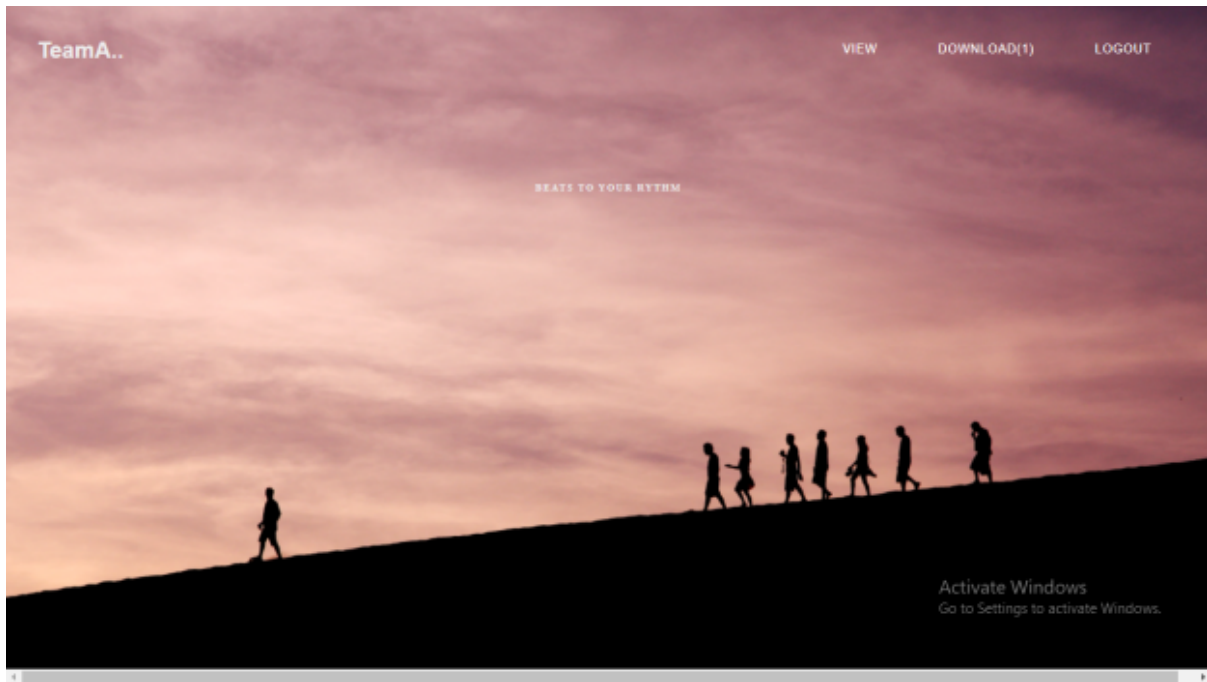 TeamA..
VIEW
DOWNLOAD(1)
LOGOUT
BEATS TO YOUR RYTHM
Activate Windows
Go to Settings to activate Windows.